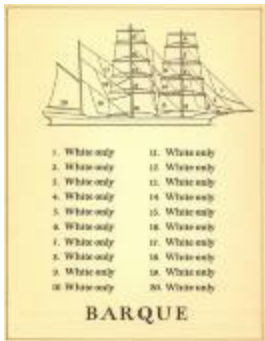 1. White only
2. White only
3. White only
4. White only
5. White only
6. White only
7. White only
8. White only
9. White only
10. White only
11. White only
12. White only
13. White only
14. White only
15. White only
16. White only
17. White only
18. White only
19. White only
20. White only
BARQUE